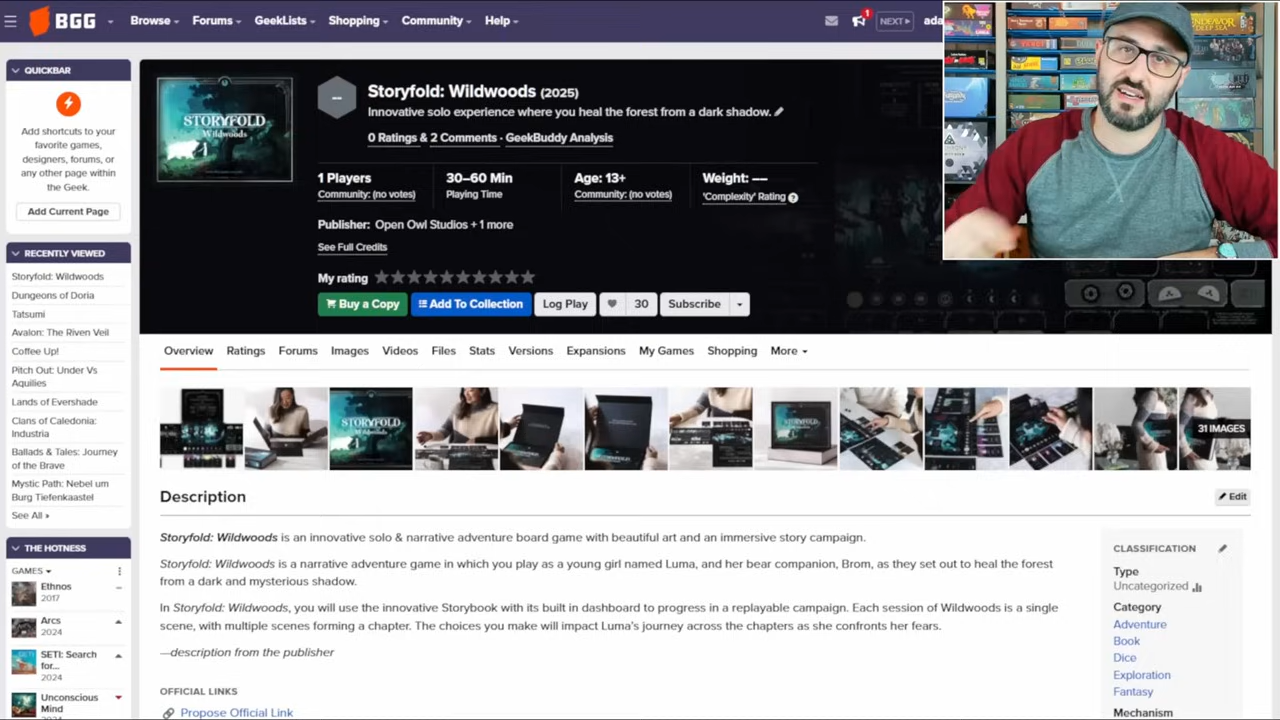 BGG
Browse
Forums
GeekLists
Shopping
Community
Help
1
NEXT
ada
ENDEAVOR
DEEP SEA
QUICKBAR
Add shortcuts to your
favorite games,
designers, forums, or
any other page within
the Geek.
Add Current Page
RECENTLY VIEWED
Storyfold: Wildwoods
Dungeons of Doria
Tatsumi
Avalon: The Riven Veil
Coffee Up!
Pitch Out: Under Vs
Aquilies
Lands of Evershade
Clans of Caledonia:
Industria
Ballads & Tales: Journey
of the Brave
Mystic Path: Nebel um
Burg Tiefenkaastel
See All »
THE HOTNESS
GAMES
Ethnos
2017
–
Arcs
2024
SETI: Search
for...
2024
Unconscious
Mind
STORYFOLD
Wildwoods
--
Storyfold: Wildwoods (2025)
Innovative solo experience where you heal the forest from a dark shadow.
0 Ratings & 2 Comments · GeekBuddy Analysis
1 Players
Community: (no votes)
30–60 Min
Playing Time
Age: 13+
Community: (no votes)
Weight: --
'Complexity' Rating ?
Publisher: Open Owl Studios + 1 more
See Full Credits
My rating
Buy a Copy
Add To Collection
Log Play
30
Subscribe
Overview
Ratings
Forums
Images
Videos
Files
Stats
Versions
Expansions
My Games
Shopping
More
STORYFOLD
31 IMAGES
Description
Edit
Storyfold: Wildwoods is an innovative solo & narrative adventure board game with beautiful art and an immersive story campaign.
Storyfold: Wildwoods is a narrative adventure game in which you play as a young girl named Luma, and her bear companion, Brom, as they set out to heal the forest
from a dark and mysterious shadow.
In Storyfold: Wildwoods, you will use the innovative Storybook with its built in dashboard to progress in a replayable campaign. Each session of Wildwoods is a single
scene, with multiple scenes forming a chapter. The choices you make will impact Luma's journey across the chapters as she confronts her fears.
—description from the publisher
OFFICIAL LINKS
Propose Official Link
CLASSIFICATION
Type
Uncategorized
Category
Adventure
Book
Dice
Exploration
Fantasy
Mechanism